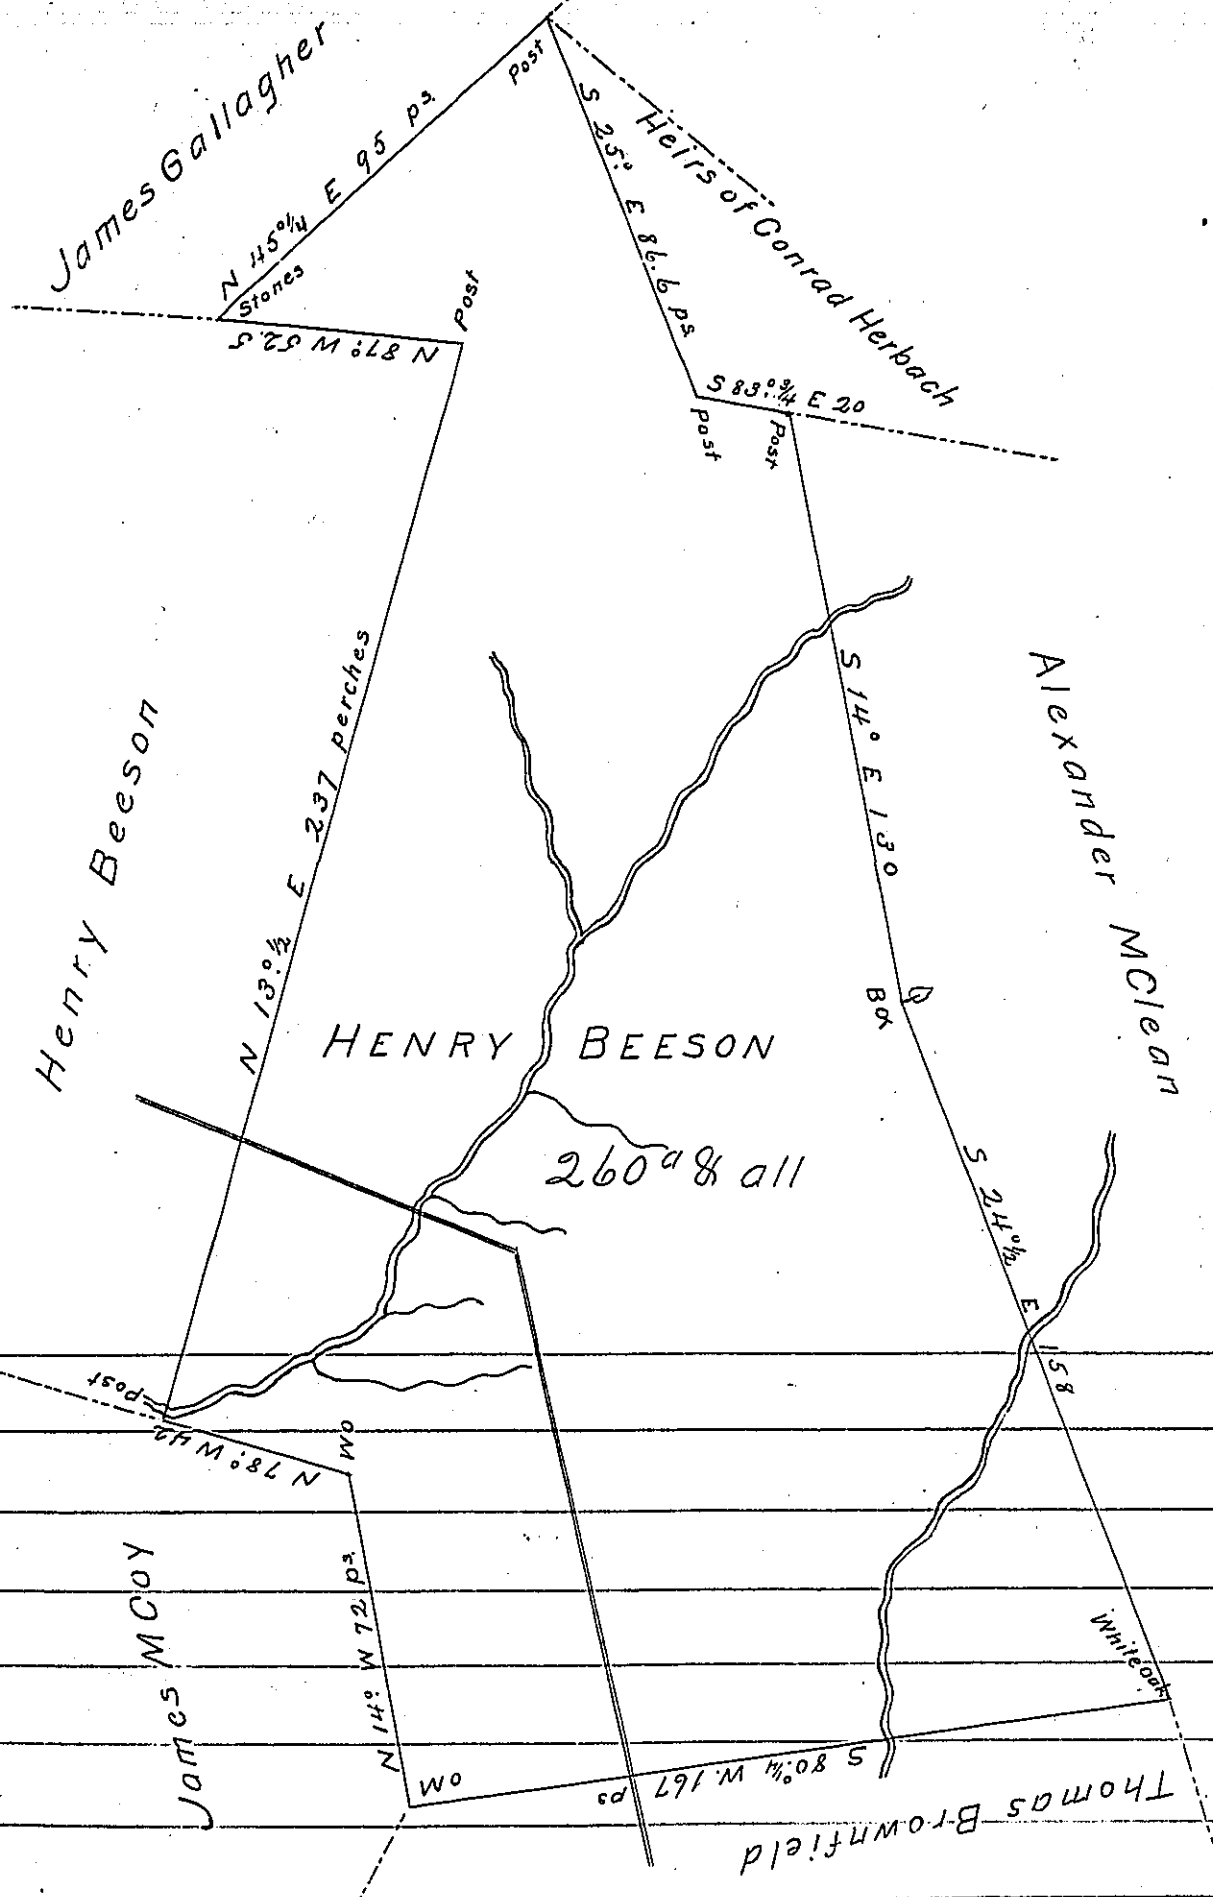 James Gallagher
N 45°1/4 E 95 ps.
Post
Stones
S 25° E 86.6 ps.
Heirs of Conrad Herbach
N 87° W 52.5
Post
S 83°3/4 E 20
Post
Post
Henry Beeson
N 13°1/2 E 237 perches
S 14° E 130
Alexander McClean
Bo
HENRY BEESON
260 a & all
S 24°1/2 E 158
Post
N 78° W 42
WO
James McCoy
N 14° W 72 ps.
WO
S 80°1/4 W. 167 ps
Whiteoak
Thomas Brownfield